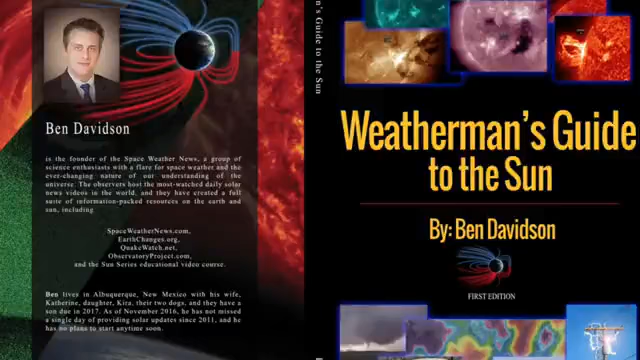 Ben Davidson
is the founder of the Space Weather News, a group of
science enthusiasts with a flare for space weather and the
ever-changing nature of our understanding of the
universe. The observers host the most-watched daily solar
news videos in the world, and they have created a full
suite of information-packed resources on the earth and
sun, including
SpaceWeatherNews.com,
EarthChanges.org,
QuakeWatch.net,
ObservatoryProject.com,
and the Sun Series educational video course.
Ben lives in Albuquerque, New Mexico with his wife,
Katherine, daughter, Kira, their two dogs, and they have a
son due in 2017. As of November 2016, he has not missed
a single day of providing solar updates since 2011, and he
has no plans to start anytime soon.
n's Guide to the Sun
Weatherman's Guide
to the Sun
By: Ben Davidson
FIRST EDITION